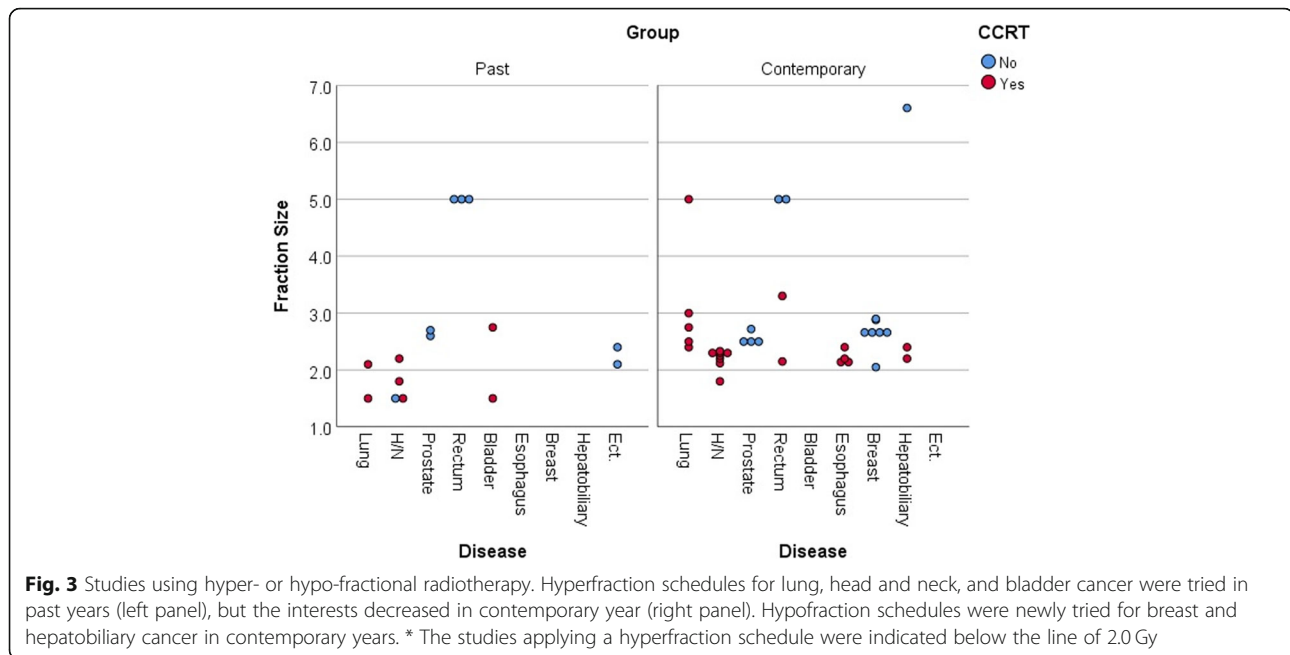 Group
CCRT
No
Yes
Past
Contemporary
Fraction Size
7.0
6.0
5.0
4.0
3.0
2.0
1.0
Lung
H/N
Prostate
Rectum
Bladder
Esophagus
Breast
Hepatobiliary
Ect.
Lung
H/N
Prostate
Rectum
Bladder
Esophagus
Breast
Hepatobiliary
Ect.
Disease
Disease
Fig. 3 Studies using hyper- or hypo-fractional radiotherapy. Hyperfraction schedules for lung, head and neck, and bladder cancer were tried in
past years (left panel), but the interests decreased in contemporary year (right panel). Hypofraction schedules were newly tried for breast and
hepatobiliary cancer in contemporary years. * The studies applying a hyperfraction schedule were indicated below the line of 2.0 Gy